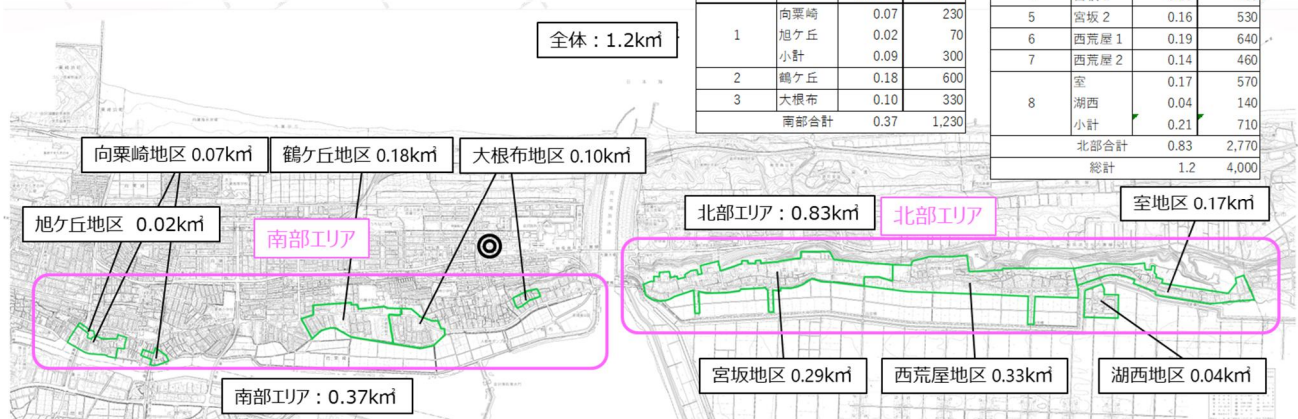 全体：1.2㎢
1 向粟崎 0.07 230
旭ケ丘 0.02 70
小計 0.09 300
2 鶴ケ丘 0.18 600
3 大根布 0.10 330
南部合計 0.37 1,230
5 宮坂２ 0.16 530
6 西荒屋１ 0.19 640
7 西荒屋２ 0.14 460
8 室 0.17 570
湖西 0.04 140
小計 0.21 710
北部合計 0.83 2,770
総計 1.2 4,000
向粟崎地区 0.07㎢
鶴ケ丘地区 0.18㎢
大根布地区 0.10㎢
旭ケ丘地区 0.02㎢
南部エリア
北部エリア：0.83㎢
北部エリア
室地区 0.17㎢
南部エリア：0.37㎢
宮坂地区 0.29㎢
西荒屋地区 0.33㎢
湖西地区 0.04㎢